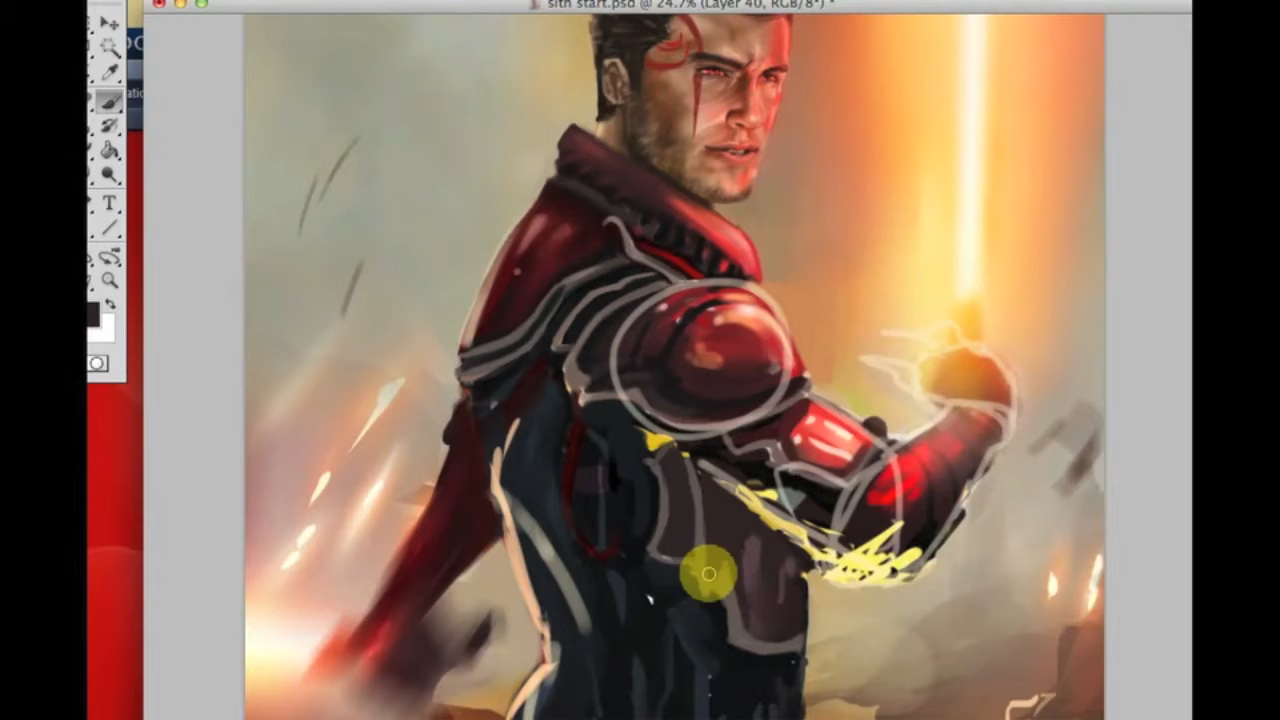 sith start.psd @ 24.7% (Layer 40, RGB/8*) *
T